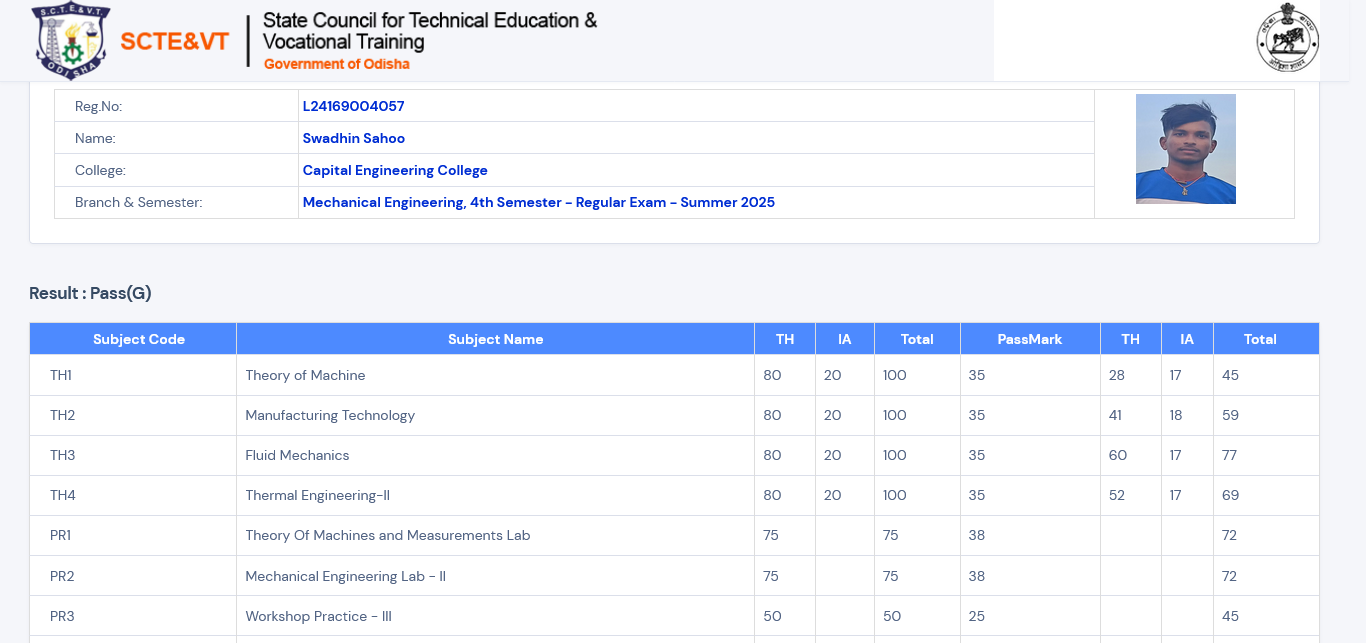 S.C.T.E.& V.T.
ODISHA
SCTE&VT
State Council for Technical Education &
Vocational Training
Government of Odisha
Reg.No: L24169004057
Name: Swadhin Sahoo
College: Capital Engineering College
Branch & Semester: Mechanical Engineering, 4th Semester - Regular Exam - Summer 2025
Result : Pass(G)
Subject Code Subject Name TH IA Total PassMark TH IA Total
TH1 Theory of Machine 80 20 100 35 28 17 45
TH2 Manufacturing Technology 80 20 100 35 41 18 59
TH3 Fluid Mechanics 80 20 100 35 60 17 77
TH4 Thermal Engineering-II 80 20 100 35 52 17 69
PR1 Theory Of Machines and Measurements Lab 75 75 38 72
PR2 Mechanical Engineering Lab - II 75 75 38 72
PR3 Workshop Practice - III 50 50 25 45